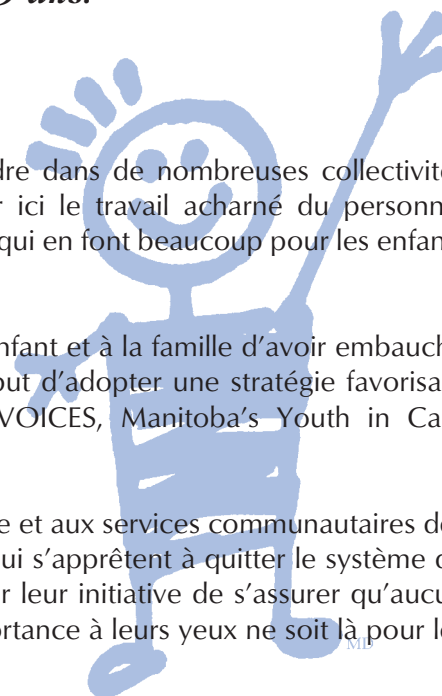 ans.
dre dans de nombreuses collectivité
r ici le travail acharné du personn
qui en font beaucoup pour les enfan
nfant et à la famille d'avoir embauch
out d'adopter une stratégie favorisa
VOICES, Manitoba's Youth in Ca
e et aux services communautaires de
ui s'apprêtent à quitter le système d
r leur initiative de s'assurer qu'aucu
ortance à leurs yeux ne soit là pour le
MD